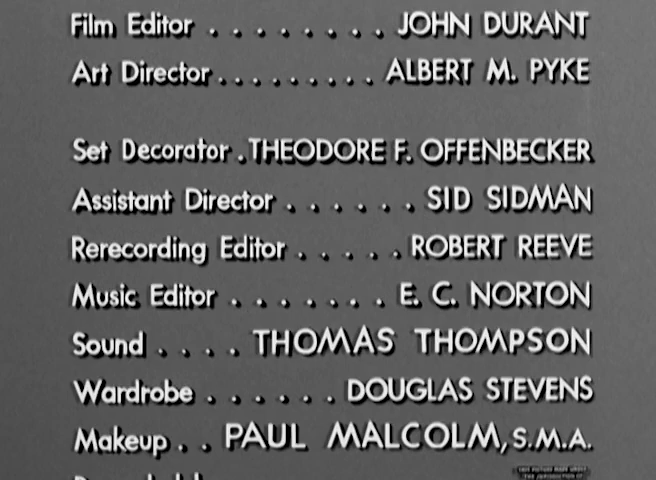 Film Editor . . . . . . . . JOHN DURANT
Art Director . . . . . . . . . ALBERT M. PYKE
Set Decorator . THEODORE F. OFFENBECKER
Assistant Director . . . . . . SID SIDMAN
Rerecording Editor . . . . . ROBERT REEVE
Music Editor . . . . . . . E. C. NORTON
Sound . . . . THOMAS THOMPSON
Wardrobe . . . . . . DOUGLAS STEVENS
Makeup . . PAUL MALCOLM, S.M.A.